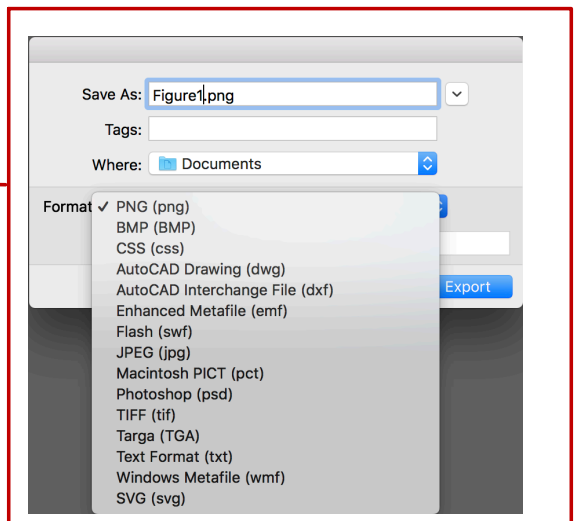 Save As: Figure1.png
Tags:
Where: Documents
Format ✓ PNG (png)
BMP (BMP)
CSS (css)
AutoCAD Drawing (dwg)
AutoCAD Interchange File (dxf)
Export
Enhanced Metafile (emf)
Flash (swf)
JPEG (jpg)
Macintosh PICT (pct)
Photoshop (psd)
TIFF (tif)
Targa (TGA)
Text Format (txt)
Windows Metafile (wmf)
SVG (svg)